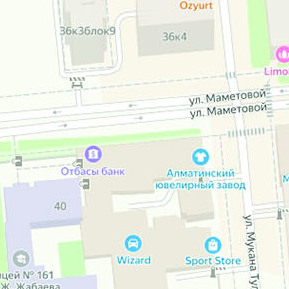 Ozyurt
36к3блок9
36к4
Limo
ул. Маметовой
ул. Маметовой
Отбасы банк
Алматинский
ювелирный завод
40
ул. Мукана Ту
Wizard
Sport Store
цей № 161
Ж. Жабаева